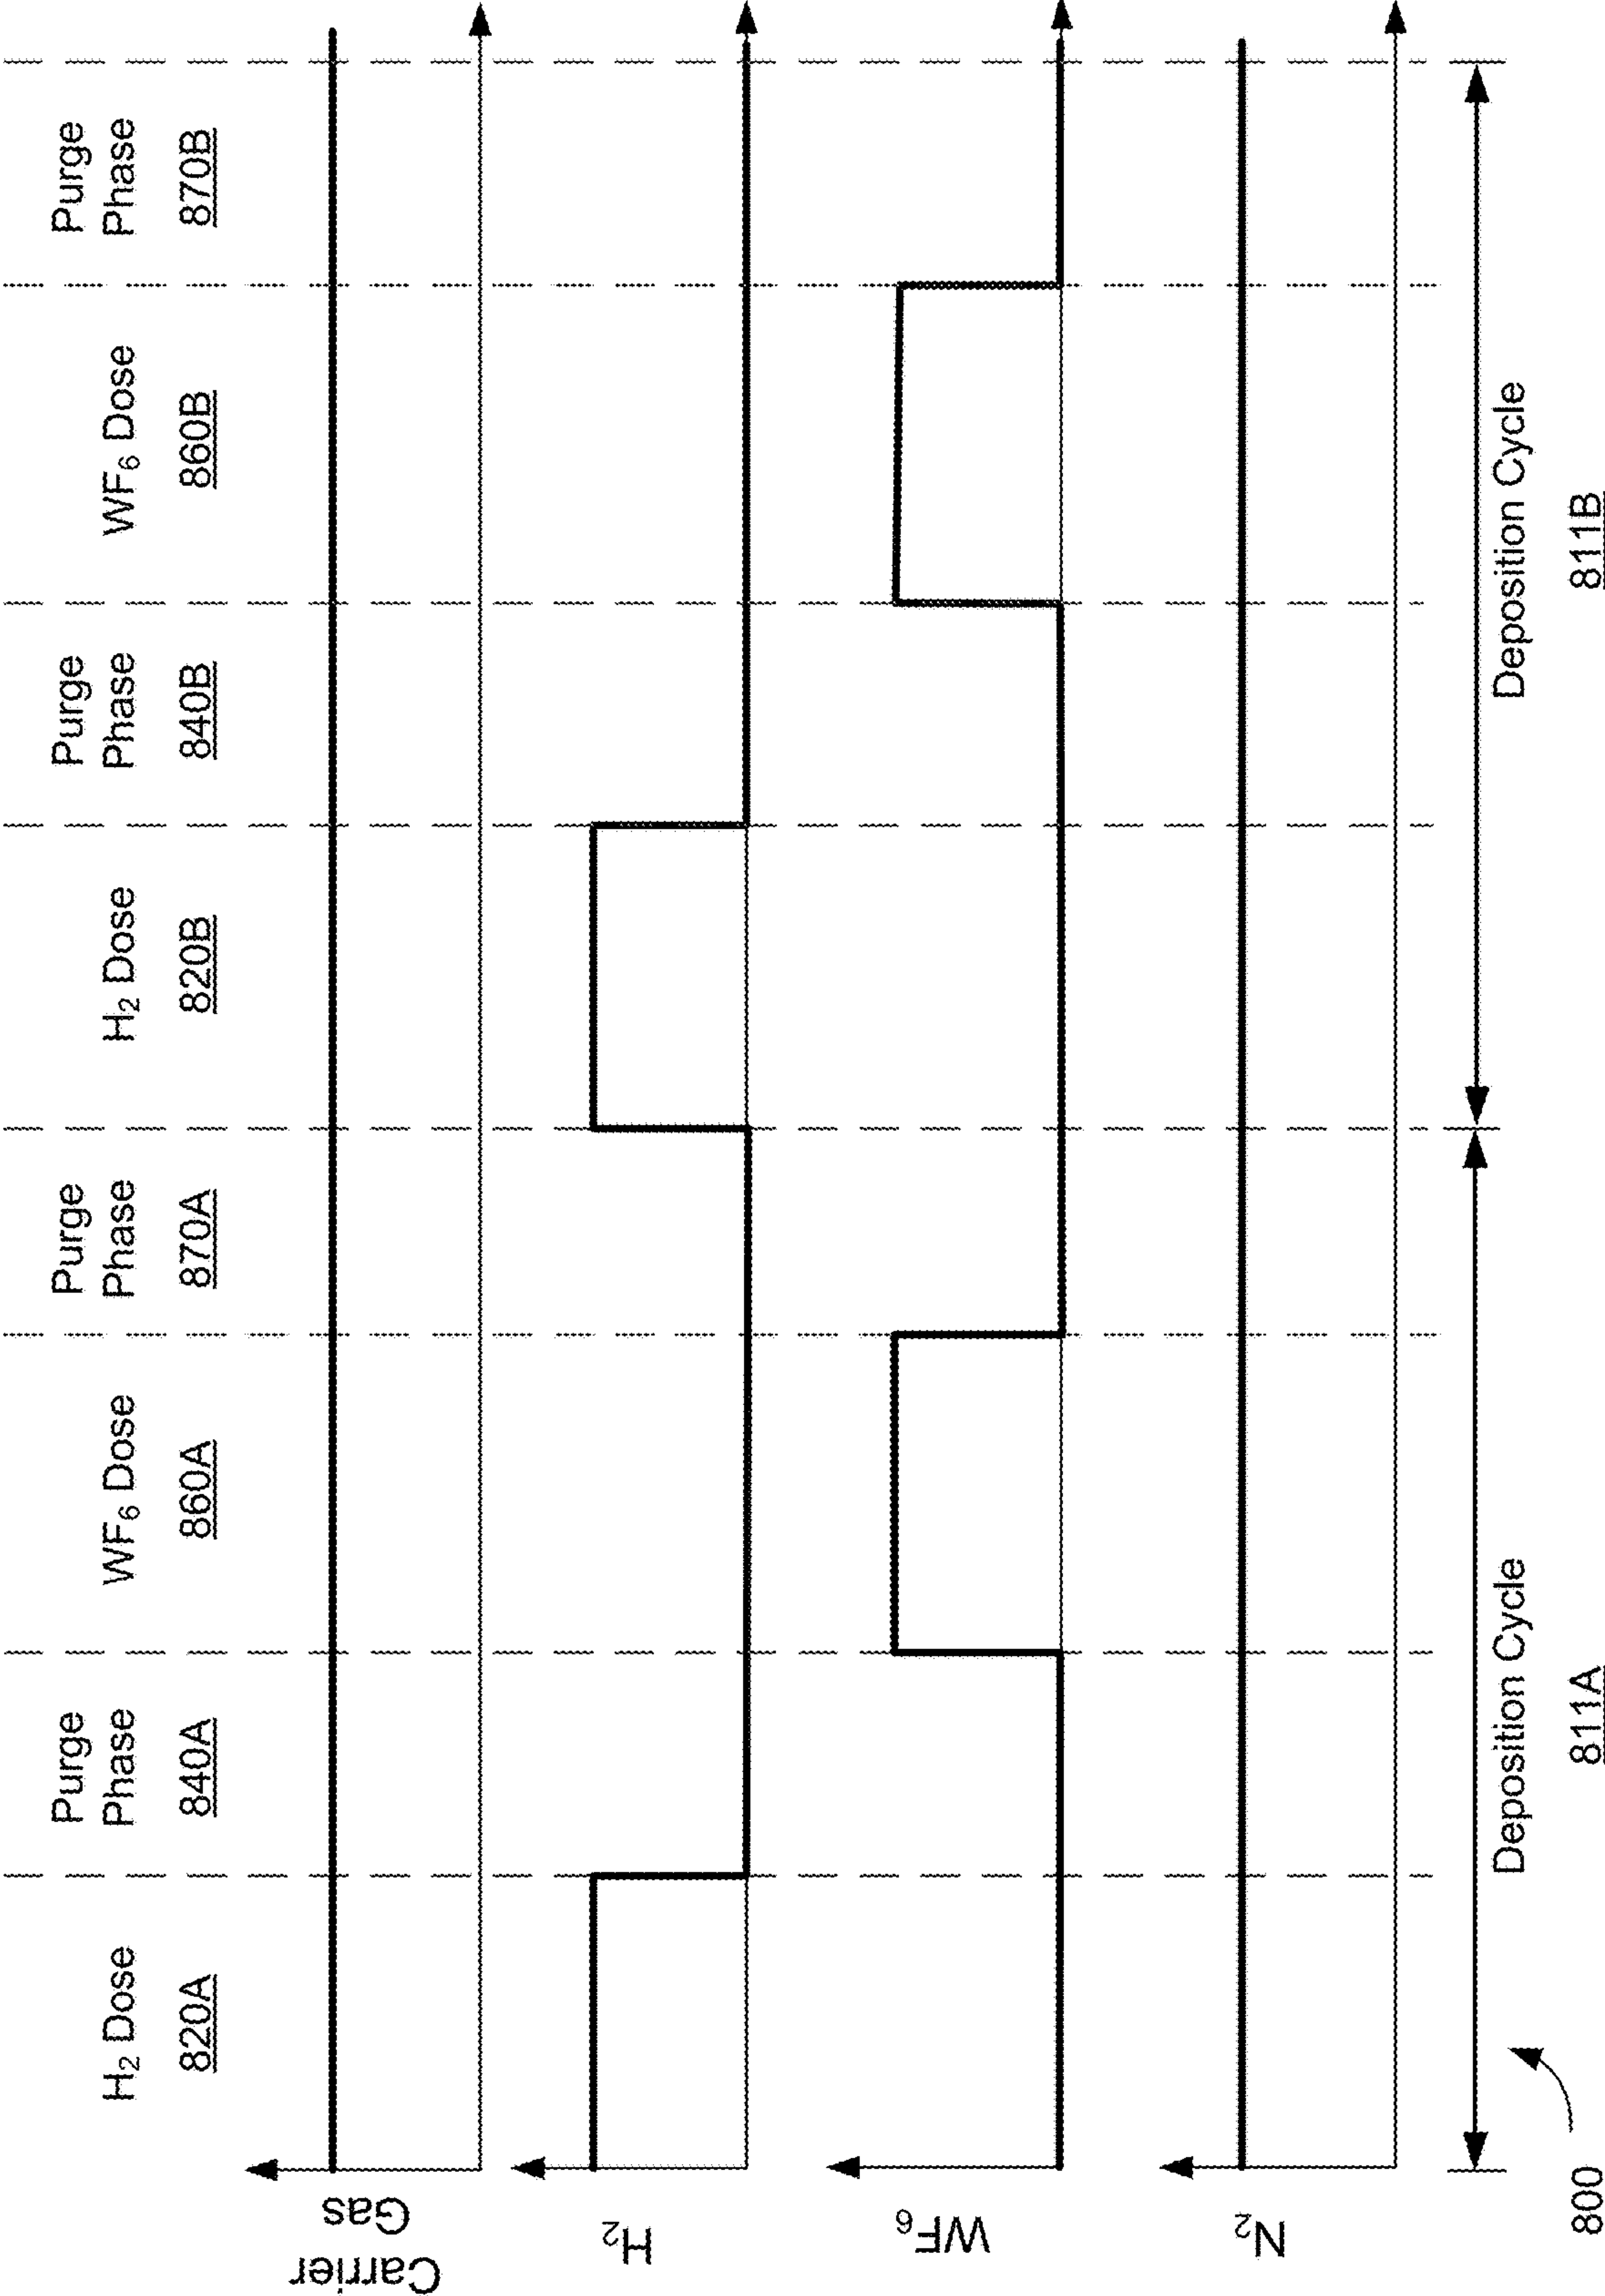 H2 Dose
820A
Purge
Phase
840A
WF6 Dose
860A
Purge
Phase
870A
H2 Dose
820B
Purge
Phase
840B
WF6 Dose
860B
Purge
Phase
870B
Carrier
Gas
H2
WF6
N2
Deposition Cycle
811A
Deposition Cycle
811B
800